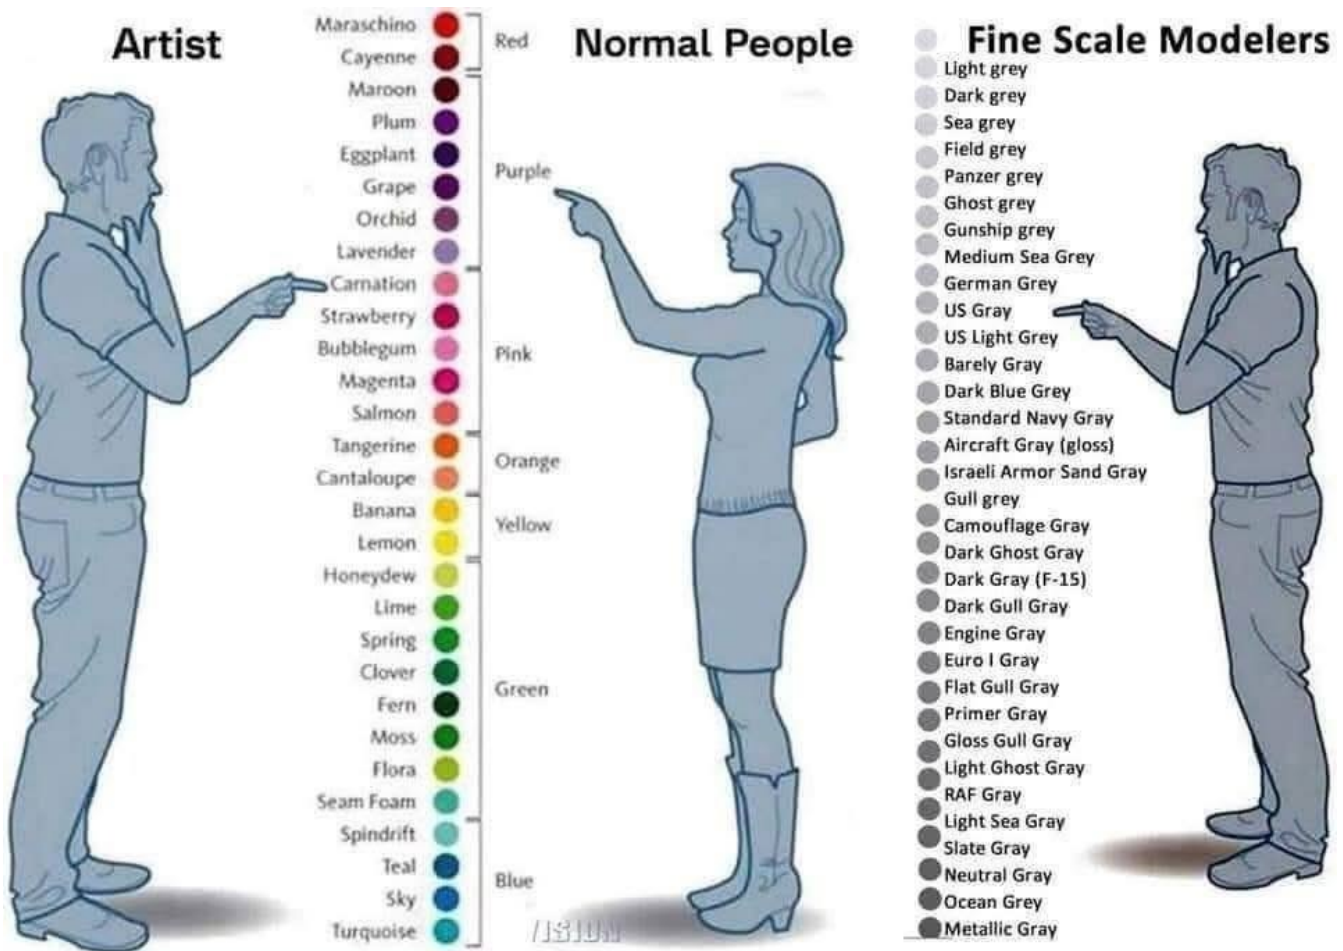 Artist
Maraschino
Cayenne
Maroon
Plum
Eggplant
Grape
Orchid
Lavender
Carnation
Strawberry
Bubblegum
Magenta
Salmon
Tangerine
Cantaloupe
Banana
Lemon
Honeydew
Lime
Spring
Clover
Fern
Moss
Flora
Seam Foam
Spindrift
Teal
Sky
Turquoise
Normal People
Red
Purple
Pink
Orange
Yellow
Green
Blue
VISION
Fine Scale Modelers
Light grey
Dark grey
Sea grey
Field grey
Panzer grey
Ghost grey
Gunship grey
Medium Sea Grey
German Grey
US Gray
US Light Grey
Barely Gray
Dark Blue Grey
Standard Navy Gray
Aircraft Gray (gloss)
Israeli Armor Sand Gray
Gull grey
Camouflage Gray
Dark Ghost Gray
Dark Gray (F-15)
Dark Gull Gray
Engine Gray
Euro I Gray
Flat Gull Gray
Primer Gray
Gloss Gull Gray
Light Ghost Gray
RAF Gray
Light Sea Gray
Slate Gray
Neutral Gray
Ocean Grey
Metallic Gray